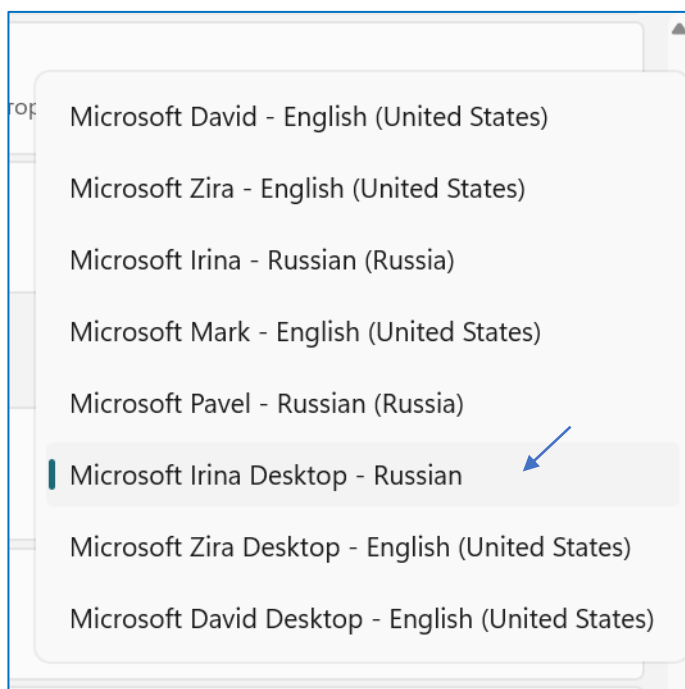 rop
Microsoft David - English (United States)
Microsoft Zira - English (United States)
Microsoft Irina - Russian (Russia)
Microsoft Mark - English (United States)
Microsoft Pavel - Russian (Russia)
Microsoft Irina Desktop - Russian
Microsoft Zira Desktop - English (United States)
Microsoft David Desktop - English (United States)